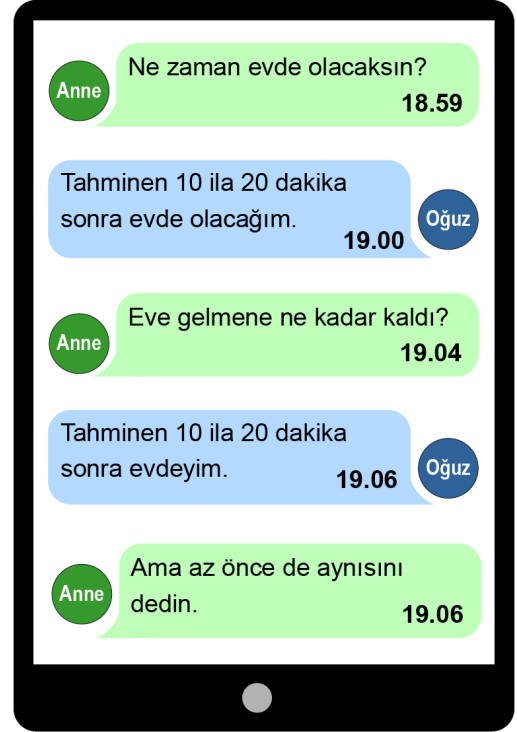 Anne
Ne zaman evde olacaksın?
18.59
Tahminen 10 ila 20 dakika
sonra evde olacağım.
19.00
Oğuz
Anne
Eve gelmene ne kadar kaldı?
19.04
Tahminen 10 ila 20 dakika
sonra evdeyim.
19.06
Oğuz
Anne
Ama az önce de aynısını
dedin.
19.06